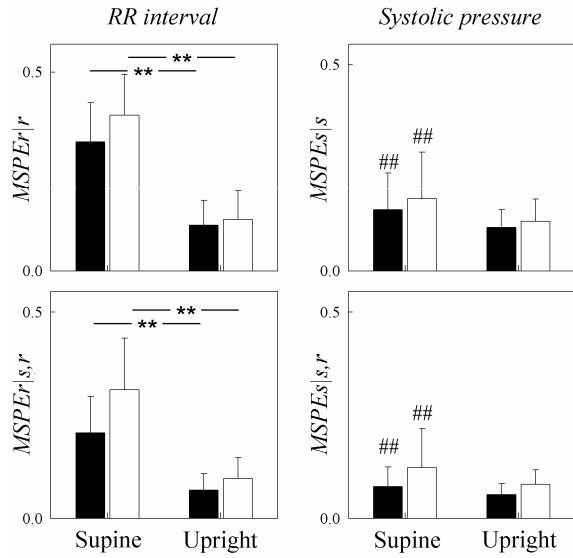 RR interval
Systolic pressure
0.5
**
**
MSPEr|r
0.0
0.5
##
##
MSPEs|s
0.0
0.5
**
**
MSPEr|s,r
0.0
Supine Upright
0.5
##
##
MSPEs|s,r
0.0
Supine Upright